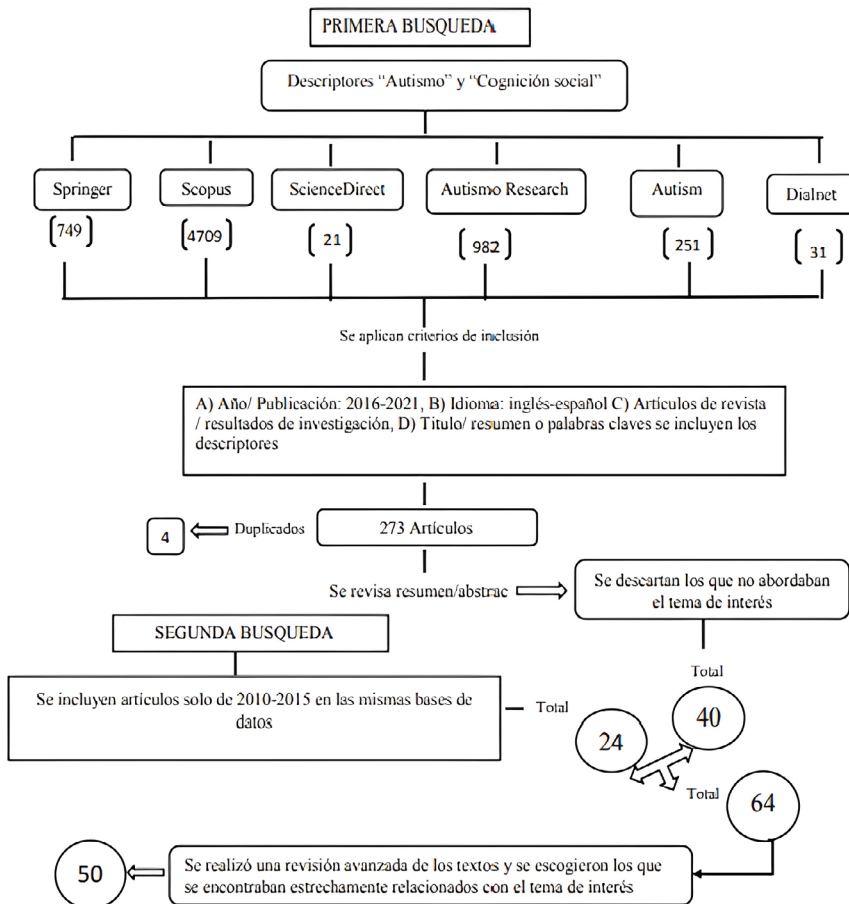 PRIMERA BUSQUEDA
Descriptores “Autismo” y “Cognición social”
Springer
Scopus
ScienceDirect
Autismo Research
Autism
Dialnet
749
4709
21
982
251
31
Se aplican criterios de inclusión
A) Año/ Publicación: 2016-2021, B) Idioma: inglés-español C) Artículos de revista
/ resultados de investigación, D) Titulo/ resumen o palabras claves se incluyen los
descriptores
4
Duplicados
273 Artículos
Se revisa resumen/abstrac
Se descartan los que no abordaban
el tema de interés
SEGUNDA BUSQUEDA
Se incluyen artículos solo de 2010-2015 en las mismas bases de
datos
Total
24
Total
40
Total
64
50
Se realizó una revisión avanzada de los textos y se escogieron los que
se encontraban estrechamente relacionados con el tema de interés